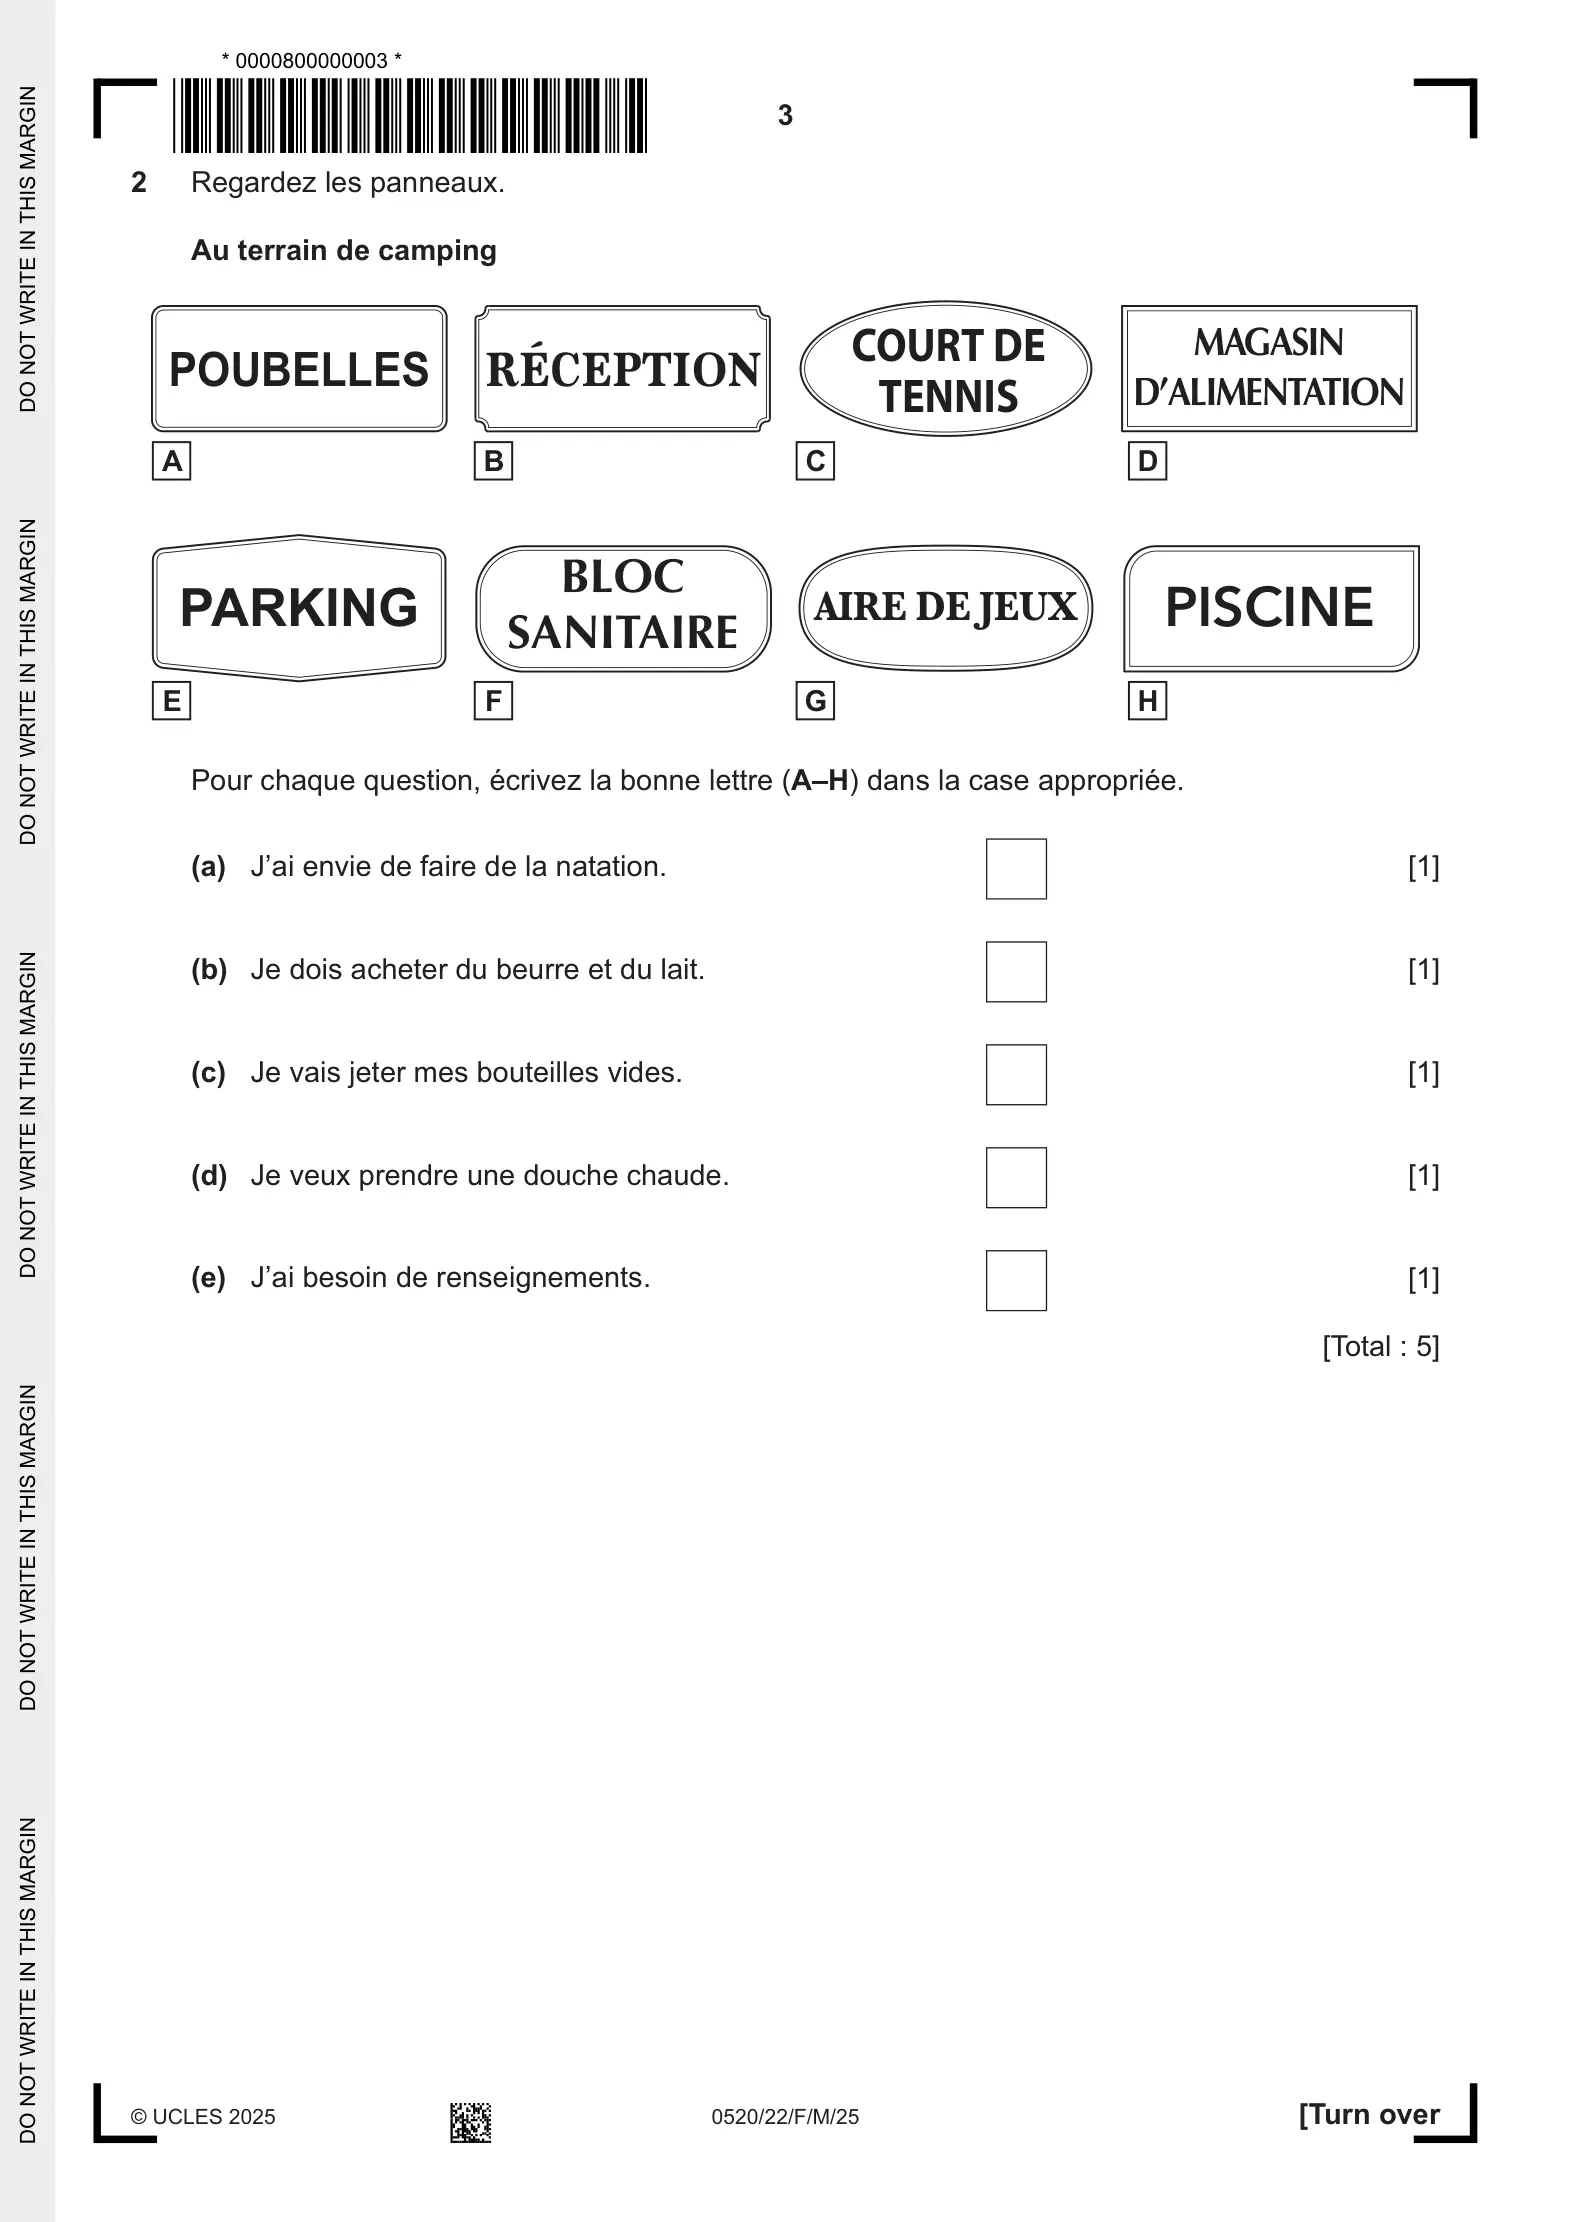 * 0000800000003 *
3
DO NOT WRITE IN THIS MARGIN
DO NOT WRITE IN THIS MARGIN
DO NOT WRITE IN THIS MARGIN
DO NOT WRITE IN THIS MARGIN
DO NOT WRITE IN THIS MARGIN
2 Regardez les panneaux.
Au terrain de camping
POUBELLES
A
RÉCEPTION
B
COURT DE
TENNIS
C
MAGASIN
D’ALIMENTATION
D
PARKING
E
BLOC
SANITAIRE
F
AIRE DE JEUX
G
PISCINE
H
Pour chaque question, écrivez la bonne lettre (A–H) dans la case appropriée.
(a) J’ai envie de faire de la natation. [1]
(b) Je dois acheter du beurre et du lait. [1]
(c) Je vais jeter mes bouteilles vides. [1]
(d) Je veux prendre une douche chaude. [1]
(e) J’ai besoin de renseignements. [1]
[Total : 5]
© UCLES 2025 0520/22/F/M/25 [Turn over